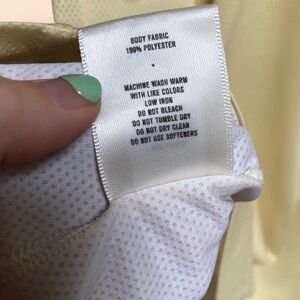 BODY FABRIC
100% POLYESTER
•
MACHINE WASH WARM
WITH LIKE COLORS
LOW IRON
DO NOT BLEACH
DO NOT TUMBLE DRY
DO NOT DRY CLEAN
DO NOT USE SOFTENERS